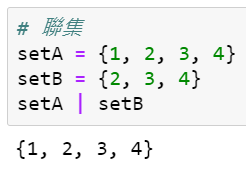 # 聯集
setA = {1, 2, 3, 4}
setB = {2, 3, 4}
setA | setB
{1, 2, 3, 4}